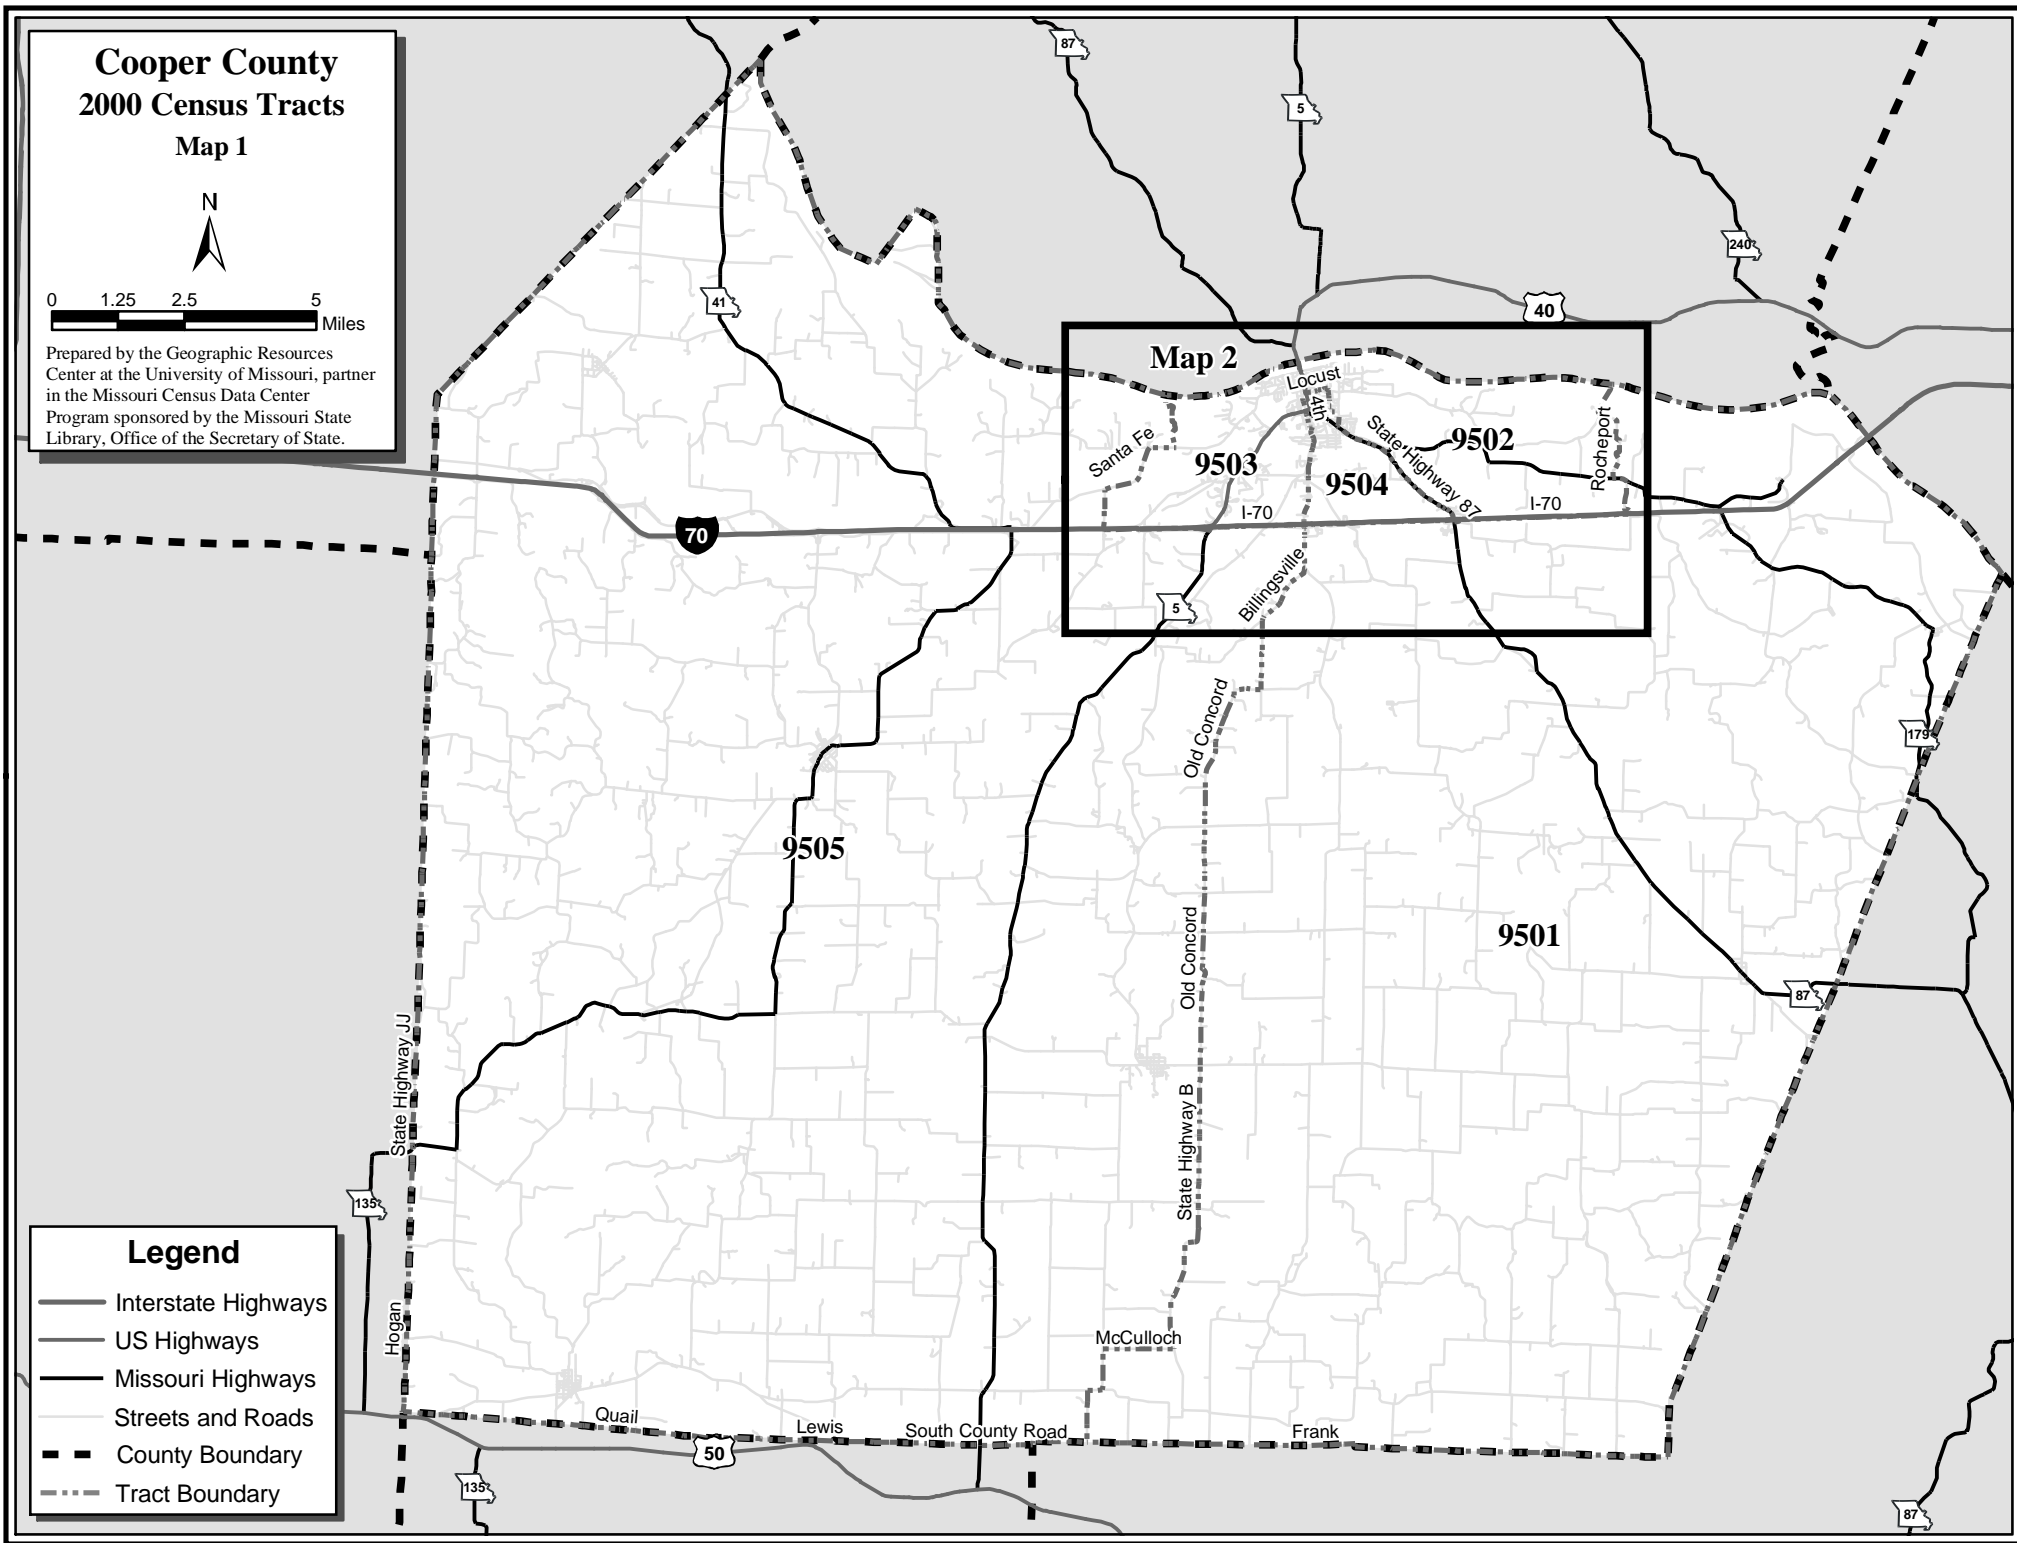 Cooper County
2000 Census Tracts
Map 1
N
0 1.25 2.5 5
Miles
Prepared by the Geographic Resources
Center at the University of Missouri, partner
in the Missouri Census Data Center
Program sponsored by the Missouri State
Library, Office of the Secretary of State.
87
5
240
41
40
Map 2
Locust
4th
Santa Fe
9503
State Highway 87
9502
Rocheport
9504
I-70
I-70
70
Billingsville
5
Old Concord
179
9505
Old Concord
9501
87
State Highway JJ
State Highway B
135
Hogan
McCulloch
Quail
Lewis
South County Road
Frank
50
135
87
Legend
Interstate Highways
US Highways
Missouri Highways
Streets and Roads
County Boundary
Tract Boundary